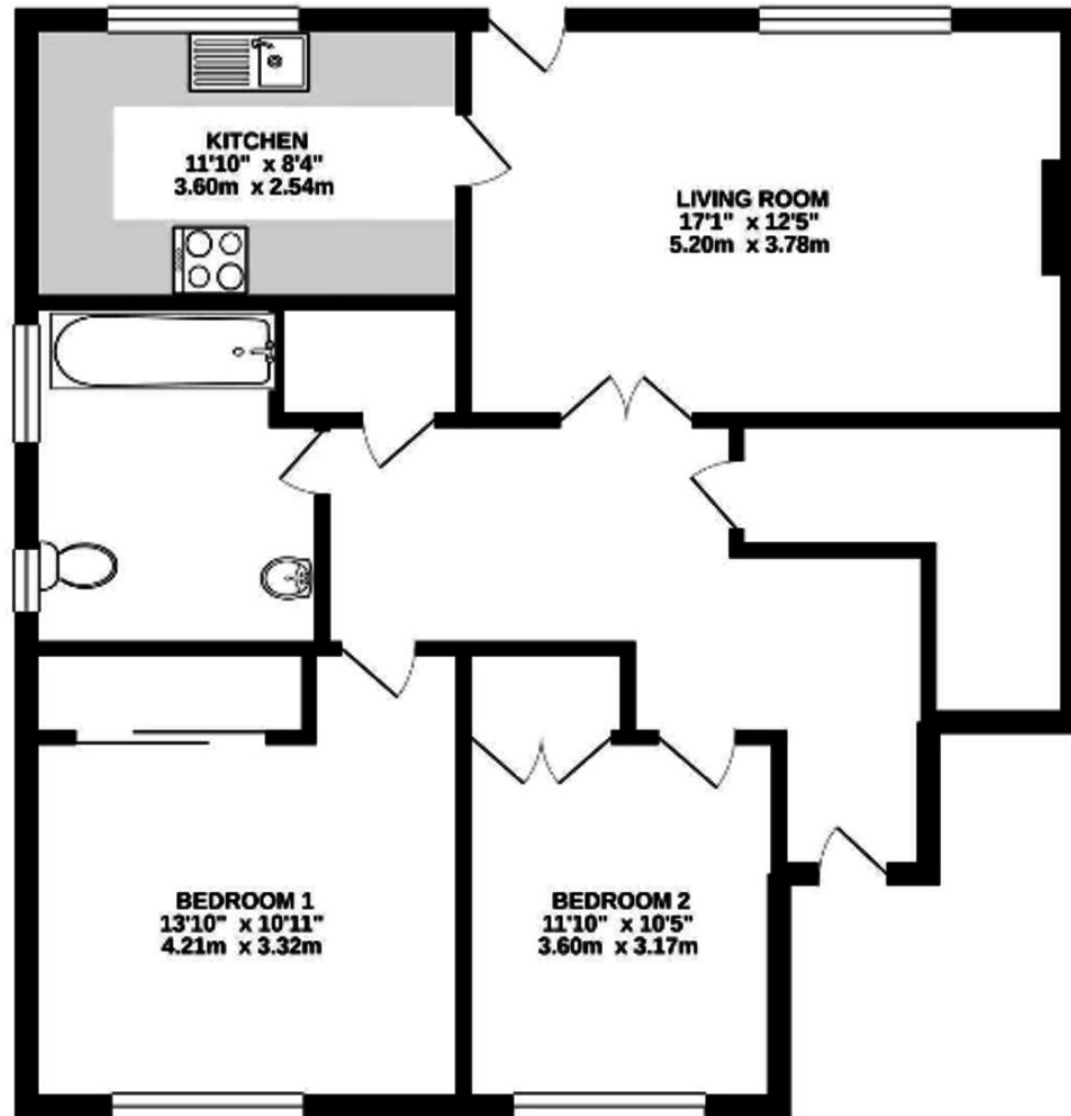 KITCHEN
11'10" x 8'4"
3.60m x 2.54m
LIVING ROOM
17'1" x 12'5"
5.20m x 3.78m
BEDROOM 1
13'10" x 10'11"
4.21m x 3.32m
BEDROOM 2
11'10" x 10'5"
3.60m x 3.17m